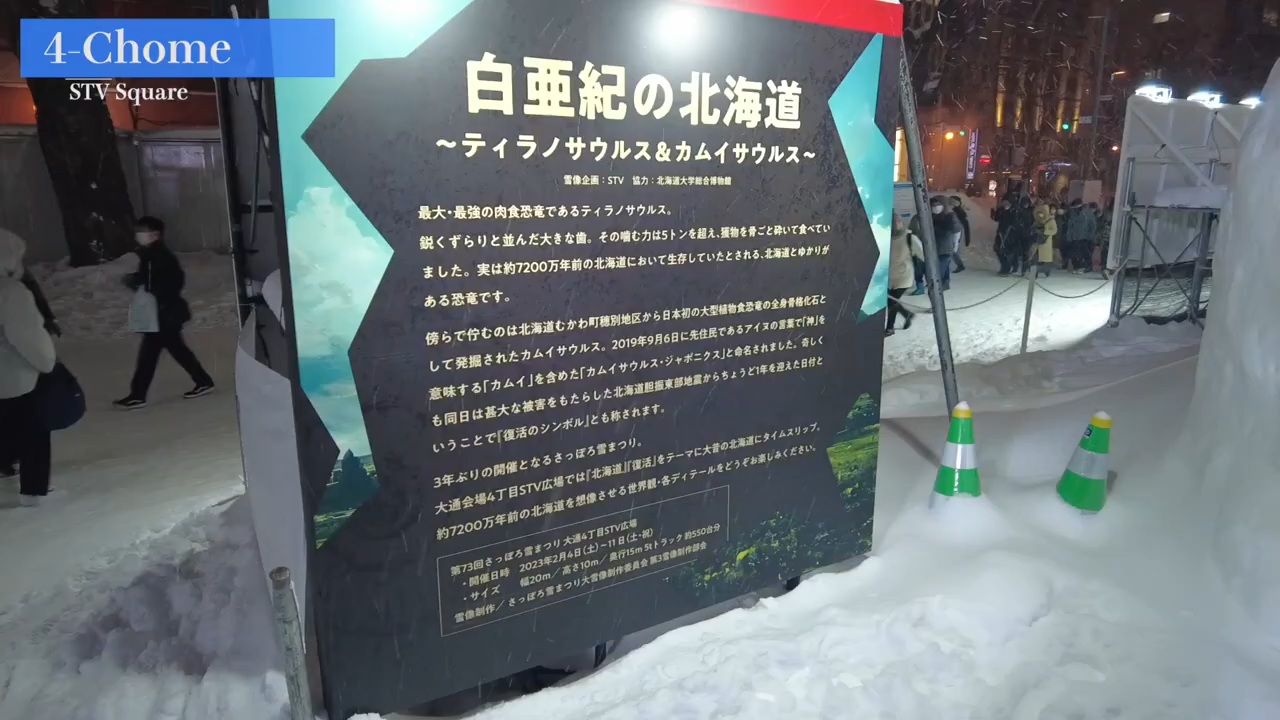 4-Chome
STV Square
白亜紀の北海道
〜ティラノサウルス&カムイサウルス〜
雪像企画：STV　協力：北海道大学総合博物館
最大・最強の肉食恐竜であるティラノサウルス。
鋭くずらりと並んだ大きな歯。その噛む力は5トンを超え、獲物を骨ごと砕いて食べてい
ました。実は約7200万年前の北海道において生存していたとされる、北海道とゆかりが
ある恐竜です。
傍らで佇むのは北海道むかわ町穂別地区から日本初の大型植物食恐竜の全身骨格化石と
して発掘されたカムイサウルス。2019年9月6日に先住民であるアイヌの言葉で「神」を
意味する「カムイ」を含めた「カムイサウルス・ジャポニクス」と命名されました。奇しく
も同日は甚大な被害をもたらした北海道胆振東部地震からちょうど1年を迎えた日付と
いうことで『復活のシンボル』とも称されます。
3年ぶりの開催となるさっぽろ雪まつり。
大通会場4丁目STV広場では『北海道』『復活』をテーマに大昔の北海道にタイムスリップ。
約7200万年前の北海道を想像させる世界観・各ディテールをどうぞお楽しみください。
第73回さっぽろ雪まつり 大通4丁目STV広場
・開催日時　2023年2月4日（土）−11日（土・祝）
・サイズ　幅20m／高さ10m／奥行15m 5tトラック 約550台分
雪像制作／さっぽろ雪まつり大雪像制作委員会 第3雪像制作部会